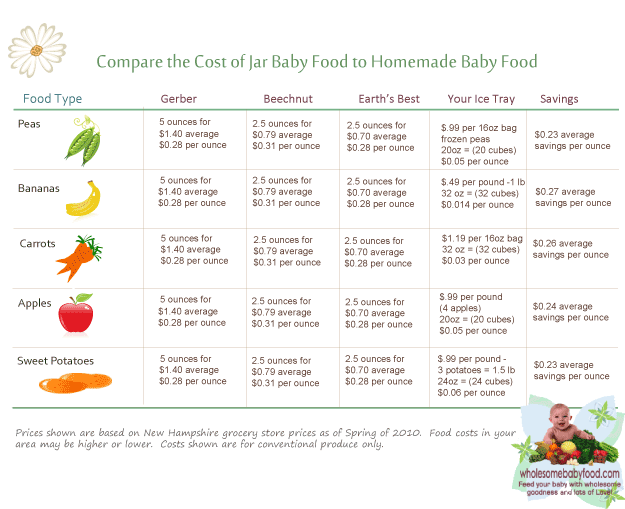 Compare the Cost of Jar Baby Food to Homemade Baby Food
Food Type Gerber Beechnut Earth's Best Your Ice Tray Savings
Peas
5 ounces for
$1.40 average
$0.28 per ounce
2.5 ounces for
$0.79 average
$0.31 per ounce
2.5 ounces for
$0.70 average
$0.28 per ounce
$.99 per 16oz bag
frozen peas
20oz = (20 cubes)
$0.05 per ounce
$0.23 average
savings per ounce
Bananas
5 ounces for
$1.40 average
$0.28 per ounce
2.5 ounces for
$0.79 average
$0.31 per ounce
2.5 ounces for
$0.70 average
$0.28 per ounce
$.49 per pound -1 lb
32 oz = (32 cubes)
$0.014 per ounce
$0.27 average
savings per ounce
Carrots
5 ounces for
$1.40 average
$0.28 per ounce
2.5 ounces for
$0.79 average
$0.31 per ounce
2.5 ounces for
$0.70 average
$0.28 per ounce
$1.19 per 16oz bag
32 oz = (32 cubes)
$0.03 per ounce
$0.26 average
savings per ounce
Apples
5 ounces for
$1.40 average
$0.28 per ounce
2.5 ounces for
$0.79 average
$0.31 per ounce
2.5 ounces for
$0.70 average
$0.28 per ounce
$.99 per pound
(4 apples)
20oz = (20 cubes)
$0.05 per ounce
$0.24 average
savings per ounce
Sweet Potatoes
5 ounces for
$1.40 average
$0.28 per ounce
2.5 ounces for
$0.79 average
$0.31 per ounce
2.5 ounces for
$0.70 average
$0.28 per ounce
$.99 per pound -
3 potatoes = 1.5 lb
24oz = (24 cubes)
$0.06 per ounce
$0.23 average
savings per ounce
Prices shown are based on New Hampshire grocery store prices as of Spring of 2010. Food costs in your
area may be higher or lower. Costs shown are for conventional produce only.
wholesomebabyfood.com
Feed your baby with wholesome
goodness and lots of Love!